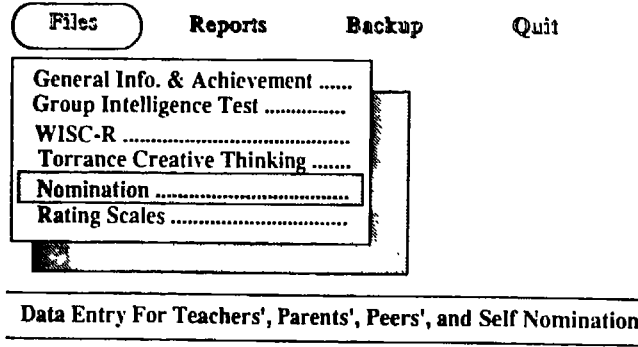 Files Reports Backup Quit
General Info. & Achievement ......
Group Intelligence Test ...............
WISC-R ..........................................
Torrance Creative Thinking .......
Nomination ...................................
Rating Scales ................................
Data Entry For Teachers', Parents', Peers', and Self Nomination